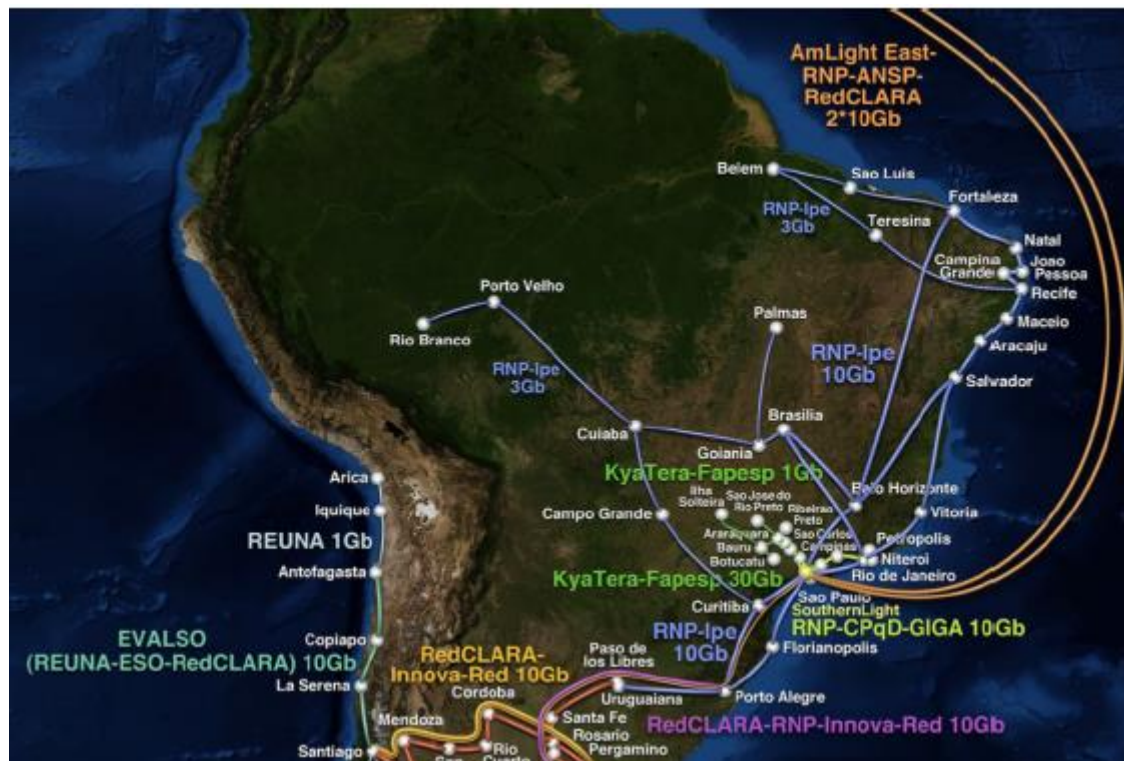 AmLight East-
RNP-ANSP-
RedCLARA
2*10Gb
Belem
Sao Luis
Fortaleza
RNP-Ipe
3Gb
Teresina
Natal
Campina
Grande
Joao
Pessoa
Recife
Porto Velho
Palmas
Maceio
Rio Branco
Aracaju
RNP-Ipe
3Gb
RNP-Ipe
10Gb
Salvador
Brasilia
Cuiaba
Goiania
KyaTera-Fapesp 1Gb
Arica
Ilha
Solteira
Sao Jose do
Rio Preto
Belo Horizonte
Iquique
Campo Grande
Ribeirao
Preto
Vitoria
REUNA 1Gb
Araraquara
Sao Carlos
Petropolis
Bauru
Campinas
Niteroi
Botucatu
Antofagasta
KyaTera-Fapesp 30Gb
Rio de Janeiro
Curitiba
Sao Paulo
SouthernLight
RNP-CPqD-GIGA 10Gb
EVALSO
(REUNA-ESO-RedCLARA) 10Gb
Copiapo
RNP-Ipe
10Gb
Florianopolis
RedCLARA-
Innova-Red 10Gb
Paso de
los Libres
La Serena
Cordoba
Uruguaiana
Porto Alegre
Mendoza
Santa Fe
RedCLARA-RNP-Innova-Red 10Gb
Rosario
Santiago
Rio
Pergamino